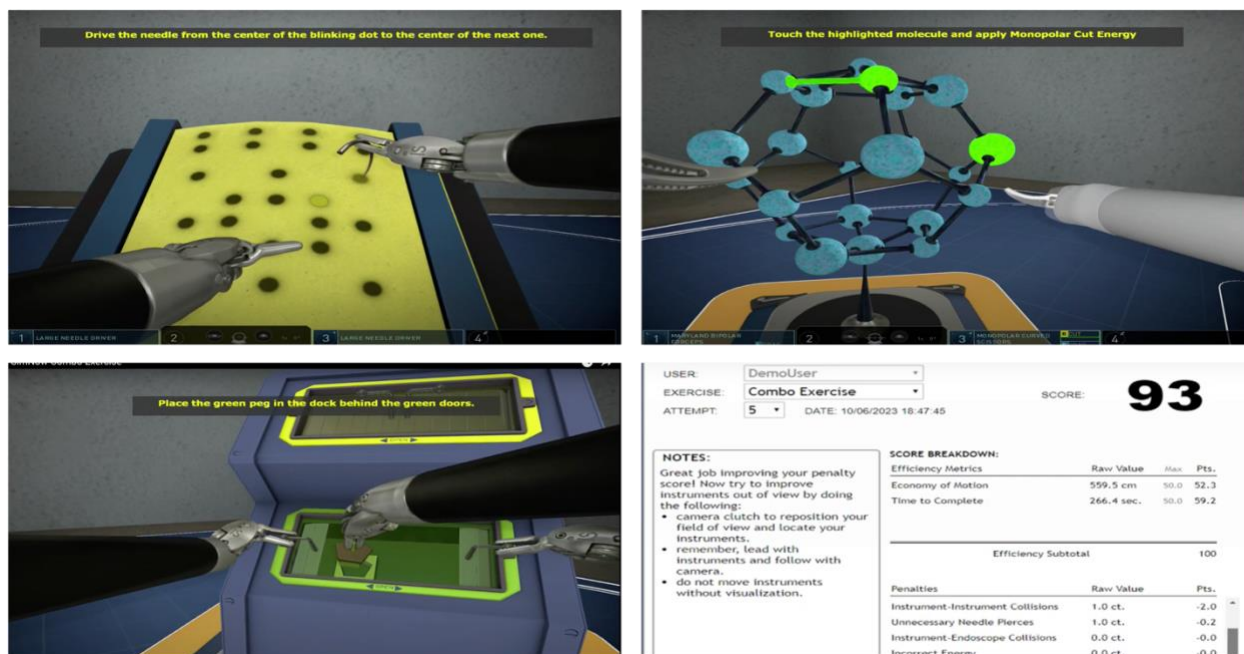 Drive the needle from the center of the blinking dot to the center of the next one.
1 LARGE NEEDLE DRIVER 2 3 LARGE NEEDLE DRIVER 4
Touch the highlighted molecule and apply Monopolar Cut Energy
1 MARYLAND BIPOLAR FORCEPS 2 3 MONOPOLAR CURVED SCISSORS CUT 4
Place the green peg in the dock behind the green doors.
OPEN
OPEN
USER: DemoUser
EXERCISE: Combo Exercise
ATTEMPT: 5 DATE: 10/06/2023 18:47:45
SCORE: 93
NOTES:
Great job improving your penalty
score! Now try to improve
instruments out of view by doing
the following:
• camera clutch to reposition your
field of view and locate your
instruments.
• remember, lead with
instruments and follow with
camera.
• do not move instruments
without visualization.
SCORE BREAKDOWN:
Efficiency Metrics Raw Value Max Pts.
Economy of Motion 559.5 cm 50.0 52.3
Time to Complete 266.4 sec. 50.0 59.2
Efficiency Subtotal 100
Penalties Raw Value Pts.
Instrument-Instrument Collisions 1.0 ct. -2.0
Unnecessary Needle Pierces 1.0 ct. -0.2
Instrument-Endoscope Collisions 0.0 ct. -0.0
Incorrect Energy 0.0 ct. -0.0